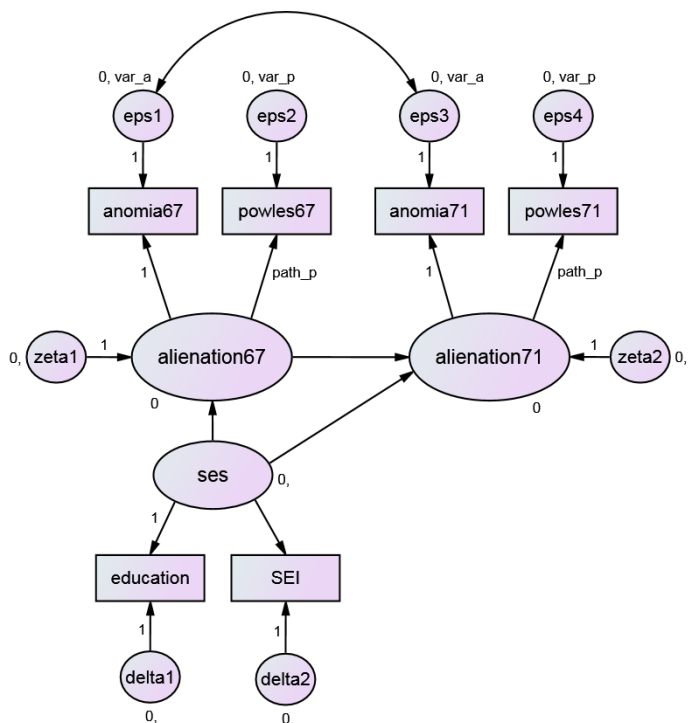 0, var_a
0, var_p
0, var_a
0, var_p
eps1
eps2
eps3
eps4
1
1
1
1
anomia67
powles67
anomia71
powles71
1
path_p
1
path_p
0,
zeta1
1
alienation67
alienation71
1
zeta2
0,
0
0
ses
0,
1
education
SEI
1
1
delta1
delta2
0,
0,